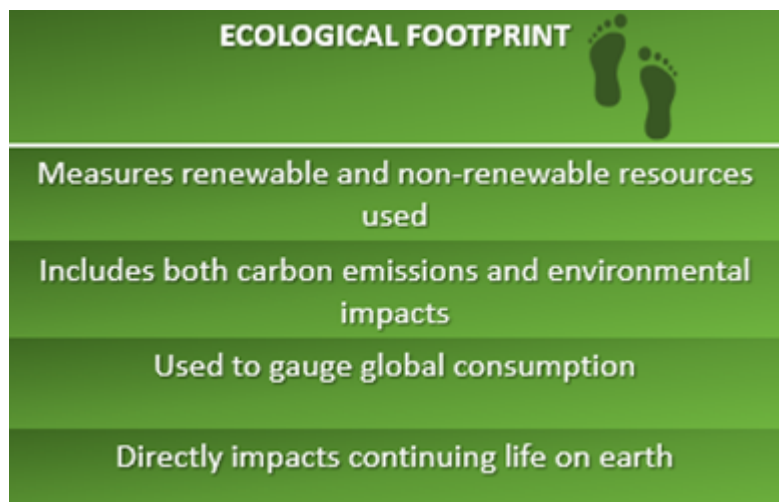 ECOLOGICAL FOOTPRINT
Measures renewable and non-renewable resources
used
Includes both carbon emissions and environmental
impacts
Used to gauge global consumption
Directly impacts continuing life on earth